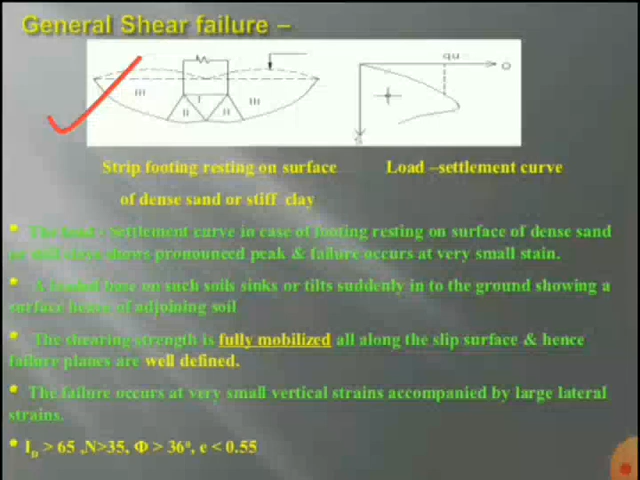 General Shear failure –
qu
Q
III
I
II
II
III
S
Strip footing resting on surface
of dense sand or stiff clay
Load –settlement curve
* The load - Settlement curve in case of footing resting on surface of dense sand
or stiff clays shows pronounced peak & failure occurs at very small stain.
* A loaded base on such soils sinks or tilts suddenly in to the ground showing a
surface heave of adjoining soil
* The shearing strength is fully mobilized all along the slip surface & hence
failure planes are well defined.
* The failure occurs at very small vertical strains accompanied by large lateral
strains.
* ID > 65 ,N>35, Φ > 36°, e < 0.55